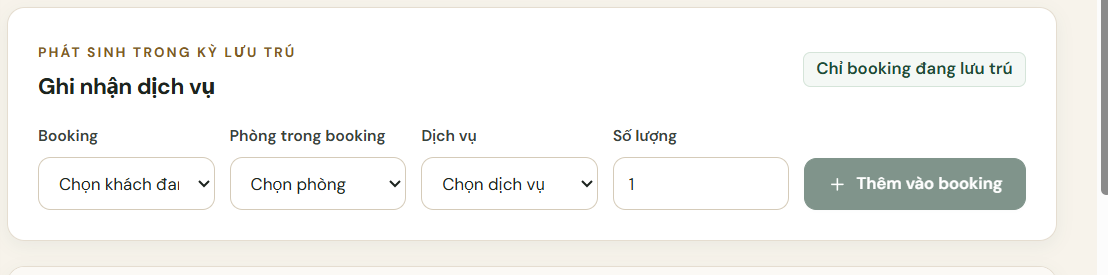 PHÁT SINH TRONG KỲ LƯU TRÚ
Ghi nhận dịch vụ
Chỉ booking đang lưu trú
Booking
Phòng trong booking
Dịch vụ
Số lượng
Chọn khách đa
Chọn phòng
Chọn dịch vụ
1
+ Thêm vào booking